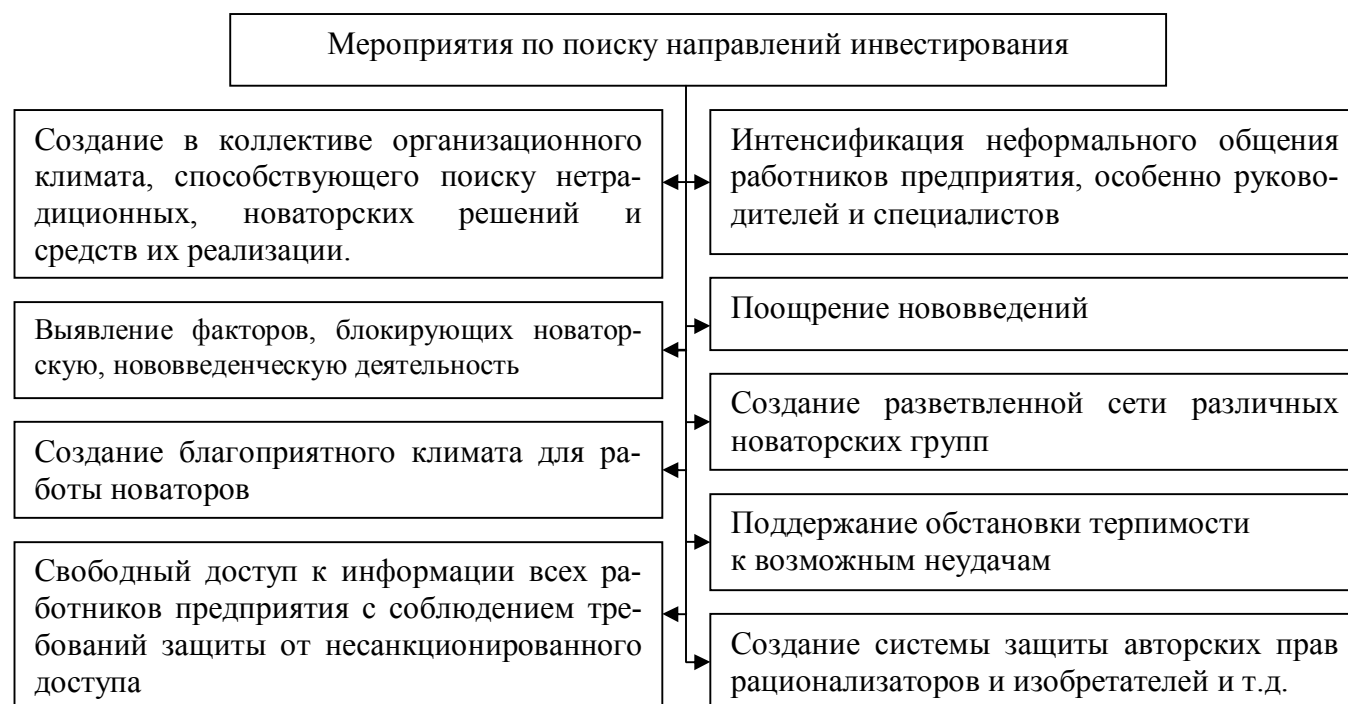 Мероприятия по поиску направлений инвестирования
Создание в коллективе организационного
климата, способствующего поиску нетра-
диционных, новаторских решений и
средств их реализации.
Выявление факторов, блокирующих новатор-
скую, нововведенческую деятельность
Создание благоприятного климата для ра-
боты новаторов
Свободный доступ к информации всех ра-
ботников предприятия с соблюдением тре-
бований защиты от несанкционированного
доступа
Интенсификация неформального общения
работников предприятия, особенно руково-
дителей и специалистов
Поощрение нововведений
Создание разветвленной сети различных
новаторских групп
Поддержание обстановки терпимости
к возможным неудачам
Создание системы защиты авторских прав
рационализаторов и изобретателей и т.д.